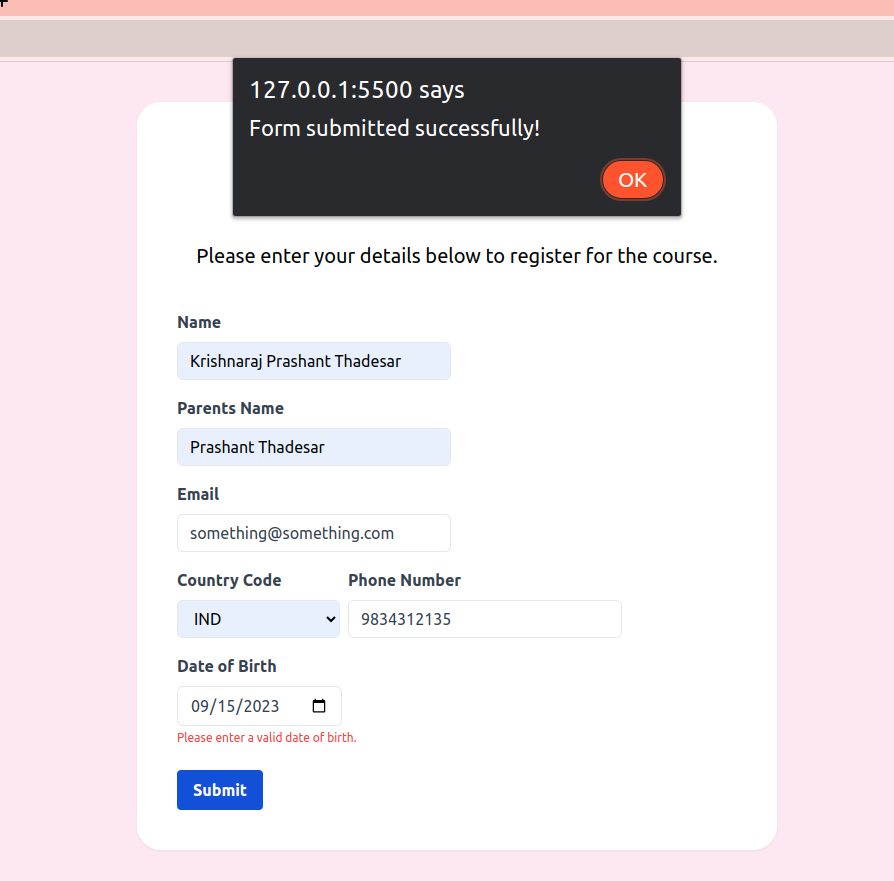 127.0.0.1:5500 says
Form submitted successfully!
OK
Please enter your details below to register for the course.
Name
Krishnaraj Prashant Thadesar
Parents Name
Prashant Thadesar
Email
something@something.com
Country Code Phone Number
IND 9834312135
Date of Birth
09/15/2023
Please enter a valid date of birth.
Submit